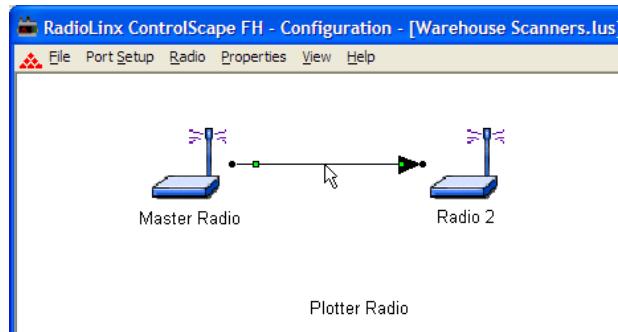 RadioLinx ControlScape FH - Configuration - [Warehouse Scanners.lus]
File Port Setup Radio Properties View Help
Master Radio
Radio 2
Plotter Radio